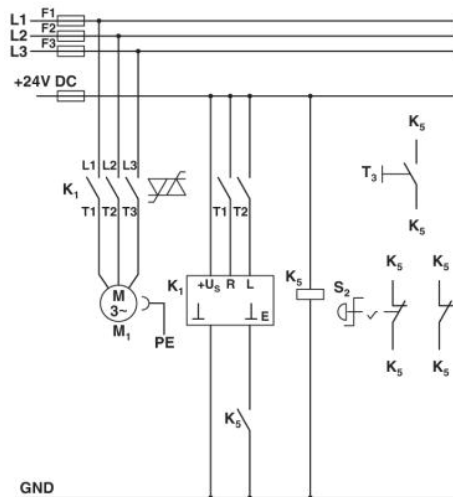 L1 F1
L2 F2
L3 F3
+24V DC
L1 L2 L3
K1
T1 T2 T3
T1 T2
K5
T3
K5
M
3~
M1
PE
K1
+US R L
⊥ ⊥ E
K5
S2
K5 K5
K5 K5
K5
GND